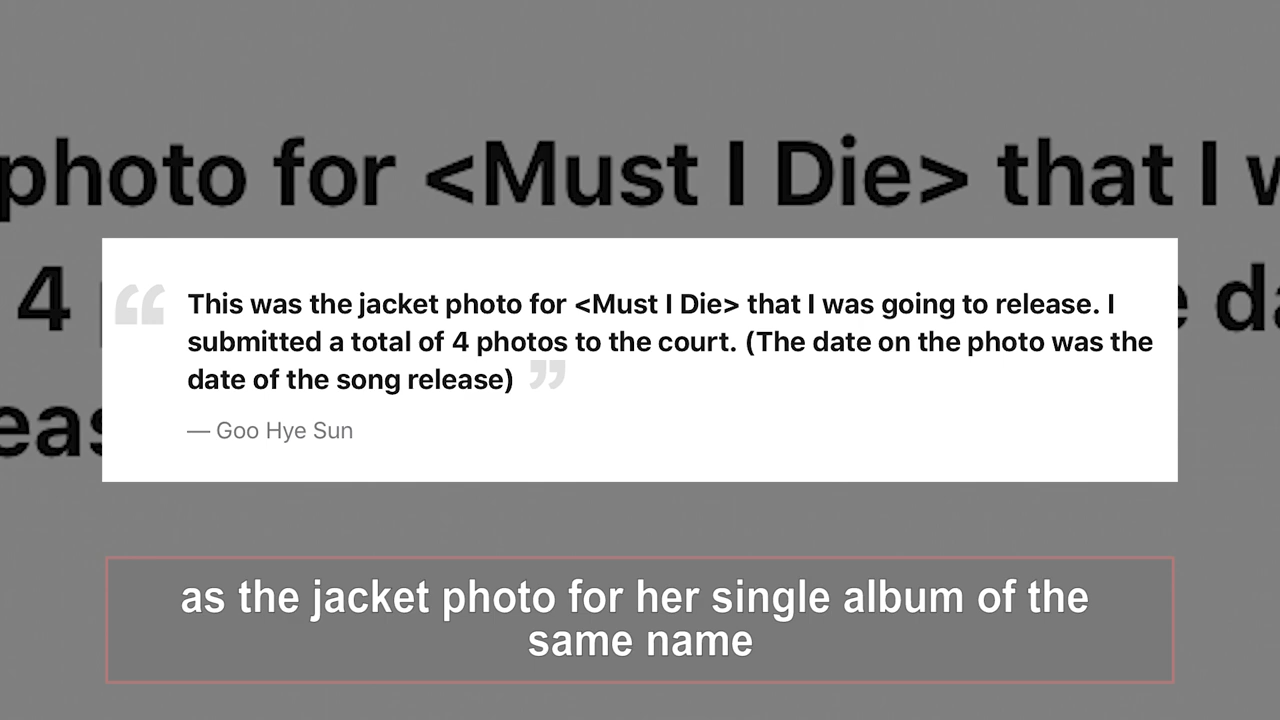 photo for <Must I Die> that I w
4
e da
eas
“
This was the jacket photo for <Must I Die> that I was going to release. I
submitted a total of 4 photos to the court. (The date on the photo was the
date of the song release) ”
— Goo Hye Sun
as the jacket photo for her single album of the
same name